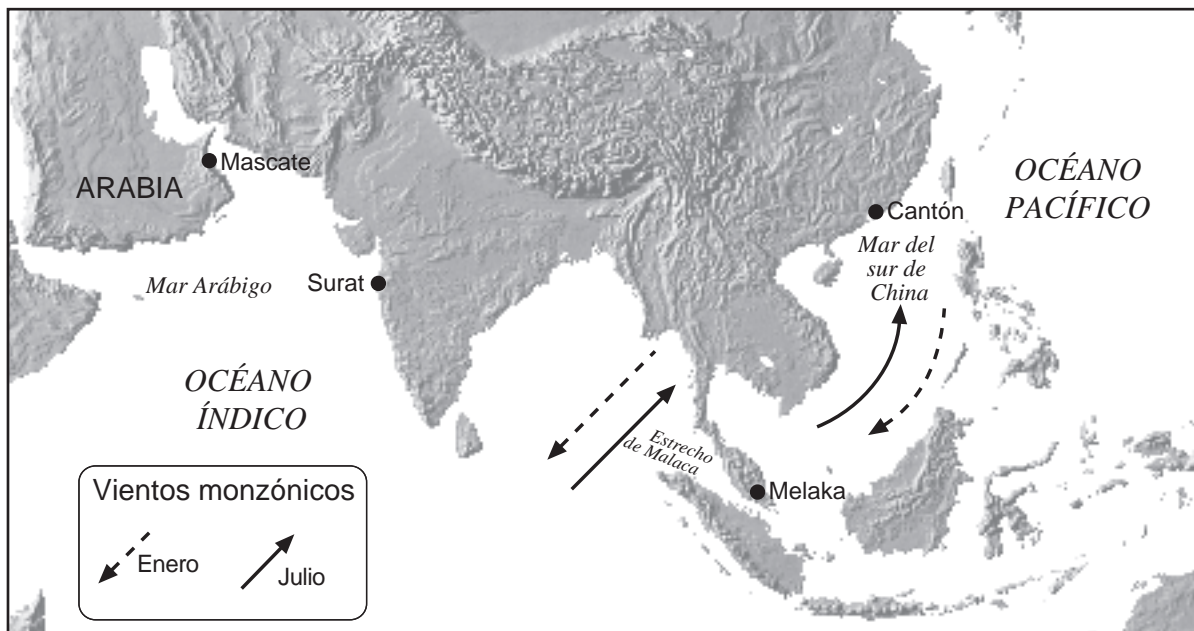 Mascate
ARABIA
OCÉANO
PACÍFICO
Cantón
Mar del
sur de
China
Mar Arábigo
Surat
OCÉANO
ÍNDICO
Estrecho
de Malaca
Melaka
Vientos monzónicos
Enero
Julio